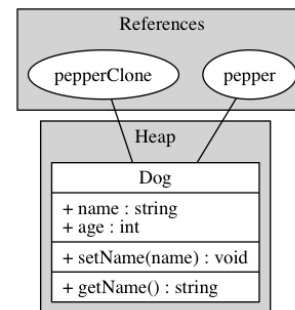 References
pepperClone
pepper
Heap
Dog
+ name : string
+ age : int
+ setName(name) : void
+ getName() : string